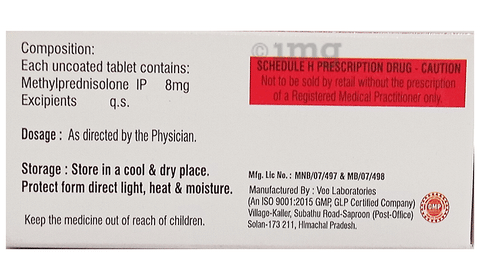 Composition:
Each uncoated tablet contains:
Methylprednisolone IP 8mg
Excipients q.s.
Dosage : As directed by the Physician.
Storage : Store in a cool & dry place.
Protect form direct light, heat & moisture.
Keep the medicine out of reach of children.
©1mg
SCHEDULE H PRESCRIPTION DRUG - CAUTION
Not to be sold by retail without the prescription
of a Registered Medical Practitioner only.
Mfg. Lic No. : MNB/07/497 & MB/07/498
Manufactured By : Veo Laboratories
(An ISO 9001:2015 GMP, GLP Certified Company)
Village-Kailer, Subathu Road-Saproon (Post-Office)
Solan-173 211, Himachal Pradesh.
GMP